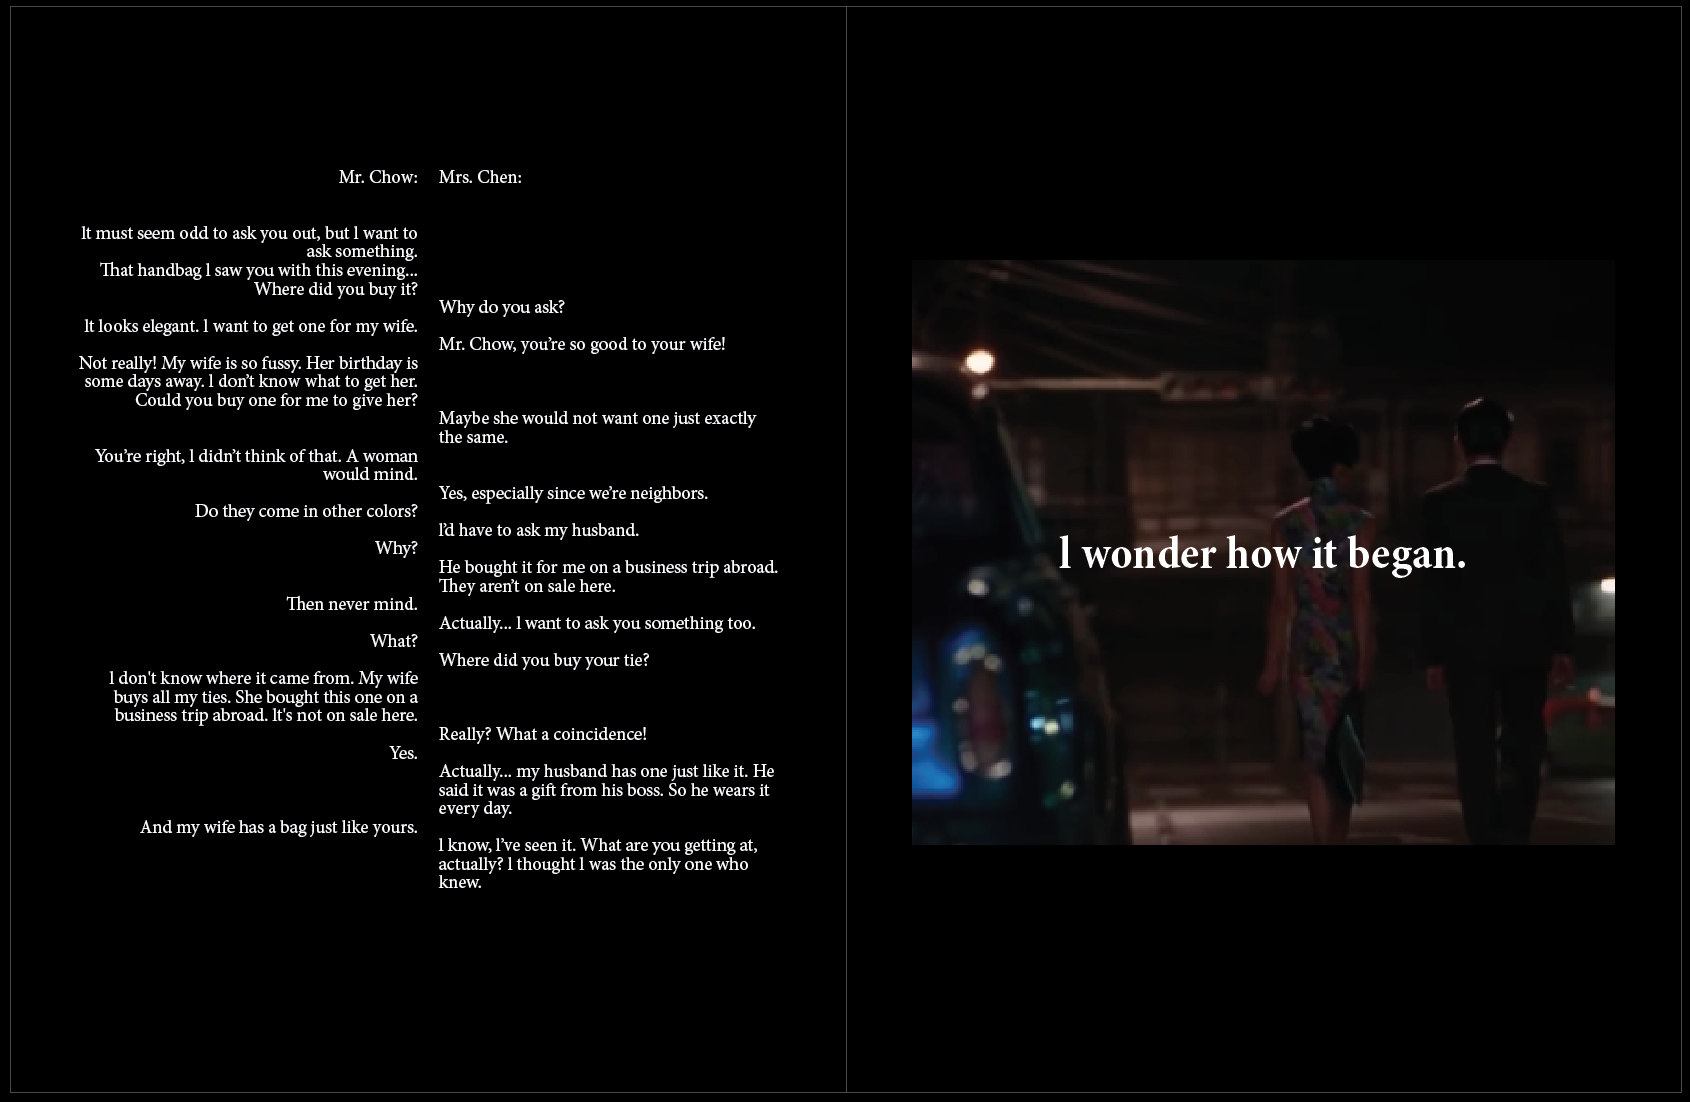 Mr. Chow: Mrs. Chen:
It must seem odd to ask you out, but I want to
ask something.
That handbag I saw you with this evening...
Where did you buy it?
Why do you ask?
It looks elegant. I want to get one for my wife.
Mr. Chow, you’re so good to your wife!
Not really! My wife is so fussy. Her birthday is
some days away. I don’t know what to get her.
Could you buy one for me to give her?
Maybe she would not want one just exactly
the same.
You’re right, I didn’t think of that. A woman
would mind.
Yes, especially since we’re neighbors.
Do they come in other colors?
I’d have to ask my husband.
Why?
He bought it for me on a business trip abroad.
They aren’t on sale here.
Then never mind.
Actually... I want to ask you something too.
What?
Where did you buy your tie?
I don't know where it came from. My wife
buys all my ties. She bought this one on a
business trip abroad. It's not on sale here.
Really? What a coincidence!
Yes.
Actually... my husband has one just like it. He
said it was a gift from his boss. So he wears it
every day.
And my wife has a bag just like yours.
I know, I’ve seen it. What are you getting at,
actually? I thought I was the only one who
knew.
I wonder how it began.